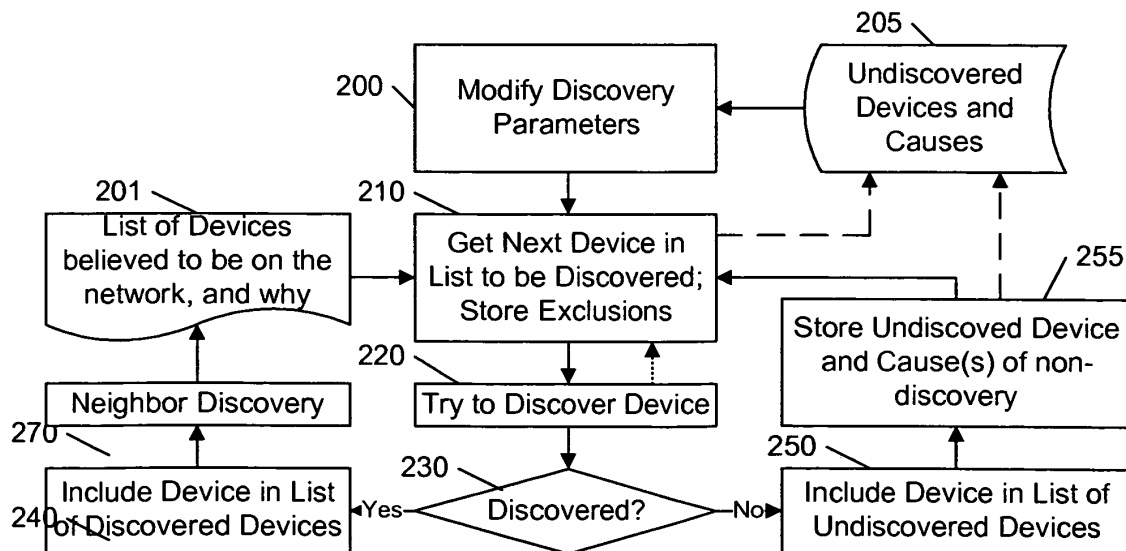 205
Undiscovered
Devices and
Causes
200
Modify Discovery
Parameters
201
List of Devices
believed to be on the
network, and why
210
Get Next Device in
List to be Discovered;
Store Exclusions
255
Store Undiscoved Device
and Cause(s) of non-
discovery
220
Try to Discover Device
Neighbor Discovery
270
230
Discovered?
Yes
No
250
Include Device in List of
Undiscovered Devices
Include Device in List
of Discovered Devices
240